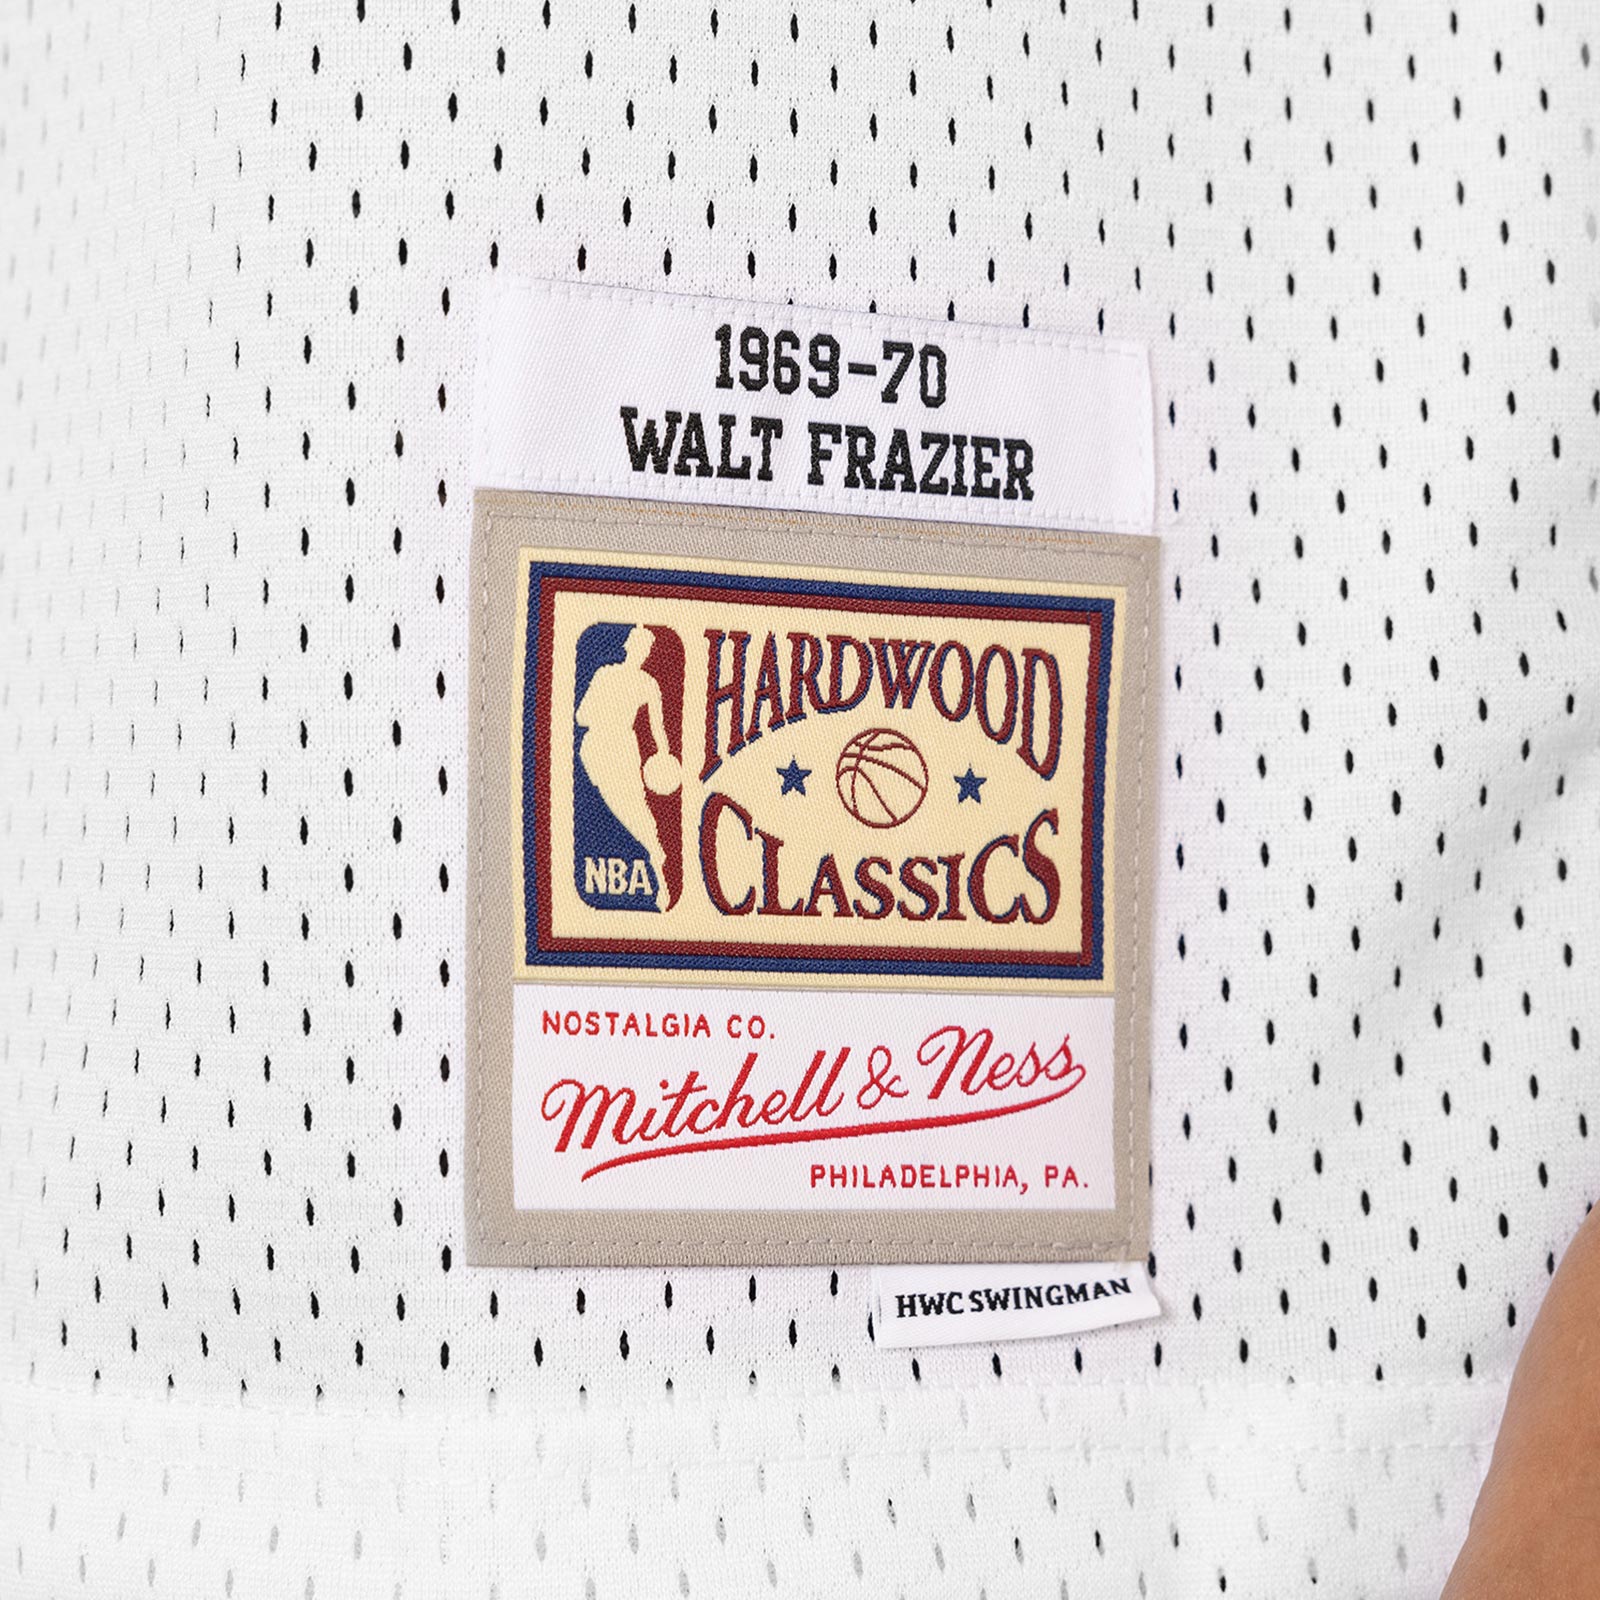 1969-70
WALT FRAZIER
HARDWOOD
CLASSICS
NBA
NOSTALGIA CO.
Mitchell & Ness
PHILADELPHIA, PA.
HWC SWINGMAN